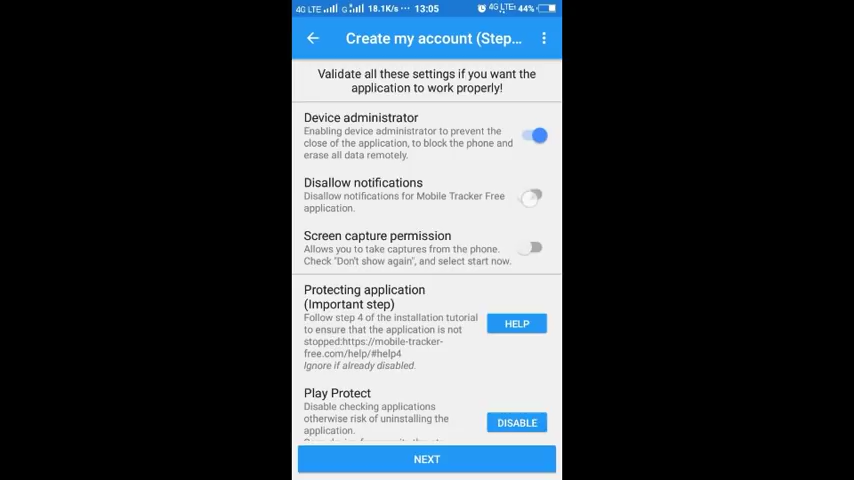 4G LTE G 18.1K/s ··· 13:05 4G LTE 44%
Create my account (Step...
Validate all these settings if you want the
application to work properly!
Device administrator
Enabling device administrator to prevent the
close of the application, to block the phone and
erase all data remotely.
Disallow notifications
Disallow notifications for Mobile Tracker Free
application.
Screen capture permission
Allows you to take captures from the phone.
Check "Don't show again", and select start now.
Protecting application
(Important step)
Follow step 4 of the installation tutorial
to ensure that the application is not
stopped:https://mobile-tracker-
free.com/help/#help4
Ignore if already disabled.
HELP
Play Protect
Disable checking applications
otherwise risk of uninstalling the
application.
DISABLE
NEXT